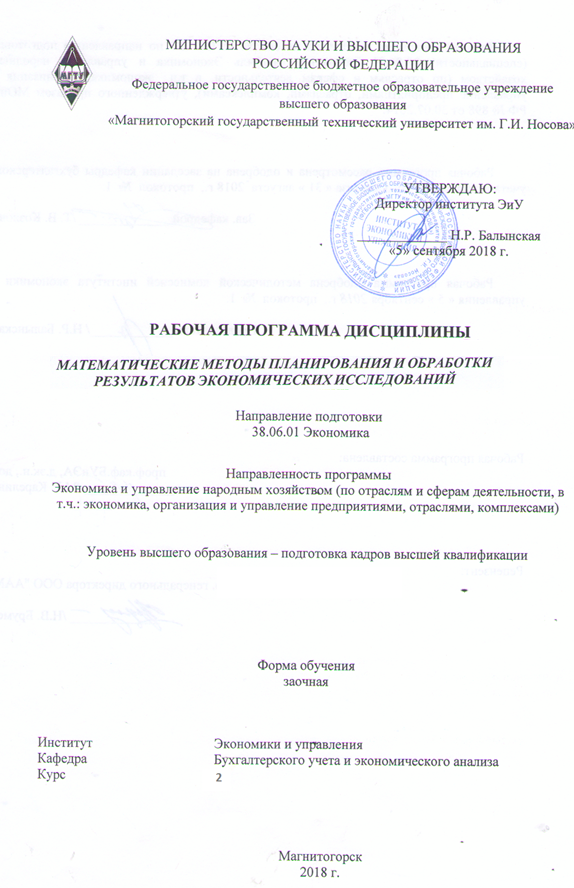 МГТУ
МИНИСТЕРСТВО НАУКИ И ВЫСШЕГО ОБРАЗОВАНИЯ
РОССИЙСКОЙ ФЕДЕРАЦИИ
Федеральное государственное бюджетное образовательное учреждение
высшего образования
«Магнитогорский государственный технический университет им. Г.И. Носова»
УТВЕРЖДАЮ:
Директор института ЭиУ
ИНСТИТУТ
ЭКОНОМИКИ И
УПРАВЛЕНИЯ
Н.Р. Балынская
«5» сентября 2018 г.
РАБОЧАЯ ПРОГРАММА ДИСЦИПЛИНЫ
МАТЕМАТИЧЕСКИЕ МЕТОДЫ ПЛАНИРОВАНИЯ И ОБРАБОТКИ
РЕЗУЛЬТАТОВ ЭКОНОМИЧЕСКИХ ИССЛЕДОВАНИЙ
Направление подготовки
38.06.01 Экономика
Направленность программы
Экономика и управление народным хозяйством (по отраслям и сферам деятельности, в
т.ч.: экономика, организация и управление предприятиями, отраслями, комплексами)
Уровень высшего образования – подготовка кадров высшей квалификации
Форма обучения
заочная
Институт Экономики и управления
Кафедра Бухгалтерского учета и экономического анализа
Курс 2
Магнитогорск
2018 г.